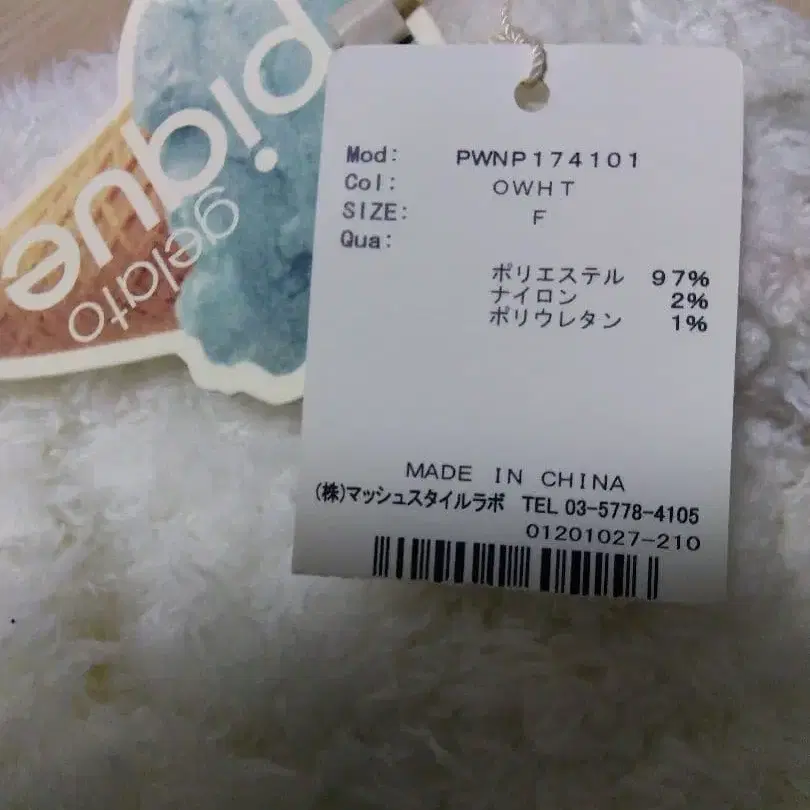 gelato
pique
Mod: PWNP174101
Col: OWHT
SIZE: F
Qua:
ポリエステル 97%
ナイロン 2%
ポリウレタン 1%
MADE IN CHINA
(株)マッシュスタイルラボ TEL 03-5778-4105
01201027-210